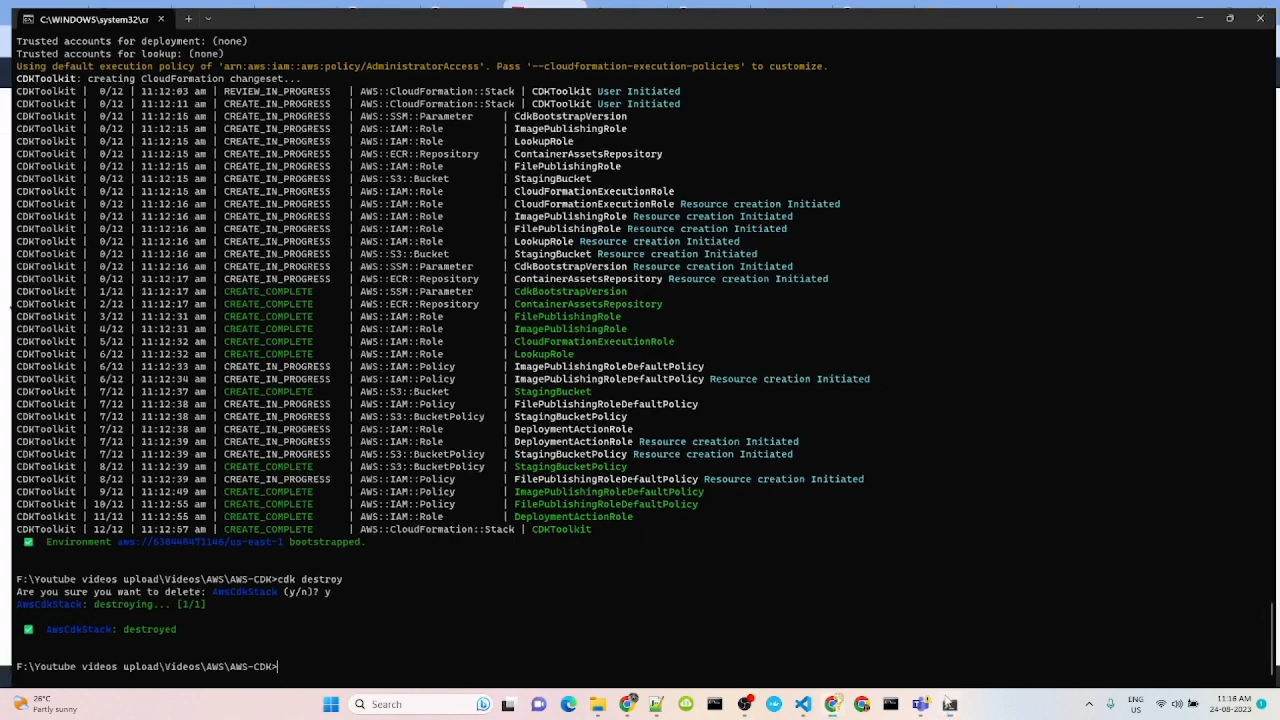 C:\WINDOWS\system32\cr
Trusted accounts for deployment: (none)
Trusted accounts for lookup: (none)
Using default execution policy of 'arn:aws:iam::aws:policy/AdministratorAccess'. Pass '--cloudformation-execution-policies' to customize.
CDKToolkit: creating CloudFormation changeset...
CDKToolkit | 0/12 | 11:12:03 am | REVIEW_IN_PROGRESS | AWS::CloudFormation::Stack | CDKToolkit User Initiated
CDKToolkit | 0/12 | 11:12:11 am | CREATE_IN_PROGRESS | AWS::CloudFormation::Stack | CDKToolkit User Initiated
CDKToolkit | 0/12 | 11:12:15 am | CREATE_IN_PROGRESS | AWS::SSM::Parameter | CdkBootstrapVersion
CDKToolkit | 0/12 | 11:12:15 am | CREATE_IN_PROGRESS | AWS::IAM::Role | ImagePublishingRole
CDKToolkit | 0/12 | 11:12:15 am | CREATE_IN_PROGRESS | AWS::IAM::Role | LookupRole
CDKToolkit | 0/12 | 11:12:15 am | CREATE_IN_PROGRESS | AWS::ECR::Repository | ContainerAssetsRepository
CDKToolkit | 0/12 | 11:12:15 am | CREATE_IN_PROGRESS | AWS::IAM::Role | FilePublishingRole
CDKToolkit | 0/12 | 11:12:15 am | CREATE_IN_PROGRESS | AWS::S3::Bucket | StagingBucket
CDKToolkit | 0/12 | 11:12:15 am | CREATE_IN_PROGRESS | AWS::IAM::Role | CloudFormationExecutionRole
CDKToolkit | 0/12 | 11:12:16 am | CREATE_IN_PROGRESS | AWS::IAM::Role | CloudFormationExecutionRole Resource creation Initiated
CDKToolkit | 0/12 | 11:12:16 am | CREATE_IN_PROGRESS | AWS::IAM::Role | ImagePublishingRole Resource creation Initiated
CDKToolkit | 0/12 | 11:12:16 am | CREATE_IN_PROGRESS | AWS::IAM::Role | FilePublishingRole Resource creation Initiated
CDKToolkit | 0/12 | 11:12:16 am | CREATE_IN_PROGRESS | AWS::IAM::Role | LookupRole Resource creation Initiated
CDKToolkit | 0/12 | 11:12:16 am | CREATE_IN_PROGRESS | AWS::S3::Bucket | StagingBucket Resource creation Initiated
CDKToolkit | 0/12 | 11:12:16 am | CREATE_IN_PROGRESS | AWS::SSM::Parameter | CdkBootstrapVersion Resource creation Initiated
CDKToolkit | 0/12 | 11:12:17 am | CREATE_IN_PROGRESS | AWS::ECR::Repository | ContainerAssetsRepository Resource creation Initiated
CDKToolkit | 1/12 | 11:12:17 am | CREATE_COMPLETE | AWS::SSM::Parameter | CdkBootstrapVersion
CDKToolkit | 2/12 | 11:12:17 am | CREATE_COMPLETE | AWS::ECR::Repository | ContainerAssetsRepository
CDKToolkit | 3/12 | 11:12:31 am | CREATE_COMPLETE | AWS::IAM::Role | FilePublishingRole
CDKToolkit | 4/12 | 11:12:31 am | CREATE_COMPLETE | AWS::IAM::Role | ImagePublishingRole
CDKToolkit | 5/12 | 11:12:32 am | CREATE_COMPLETE | AWS::IAM::Role | CloudFormationExecutionRole
CDKToolkit | 6/12 | 11:12:32 am | CREATE_COMPLETE | AWS::IAM::Role | LookupRole
CDKToolkit | 6/12 | 11:12:33 am | CREATE_IN_PROGRESS | AWS::IAM::Policy | ImagePublishingRoleDefaultPolicy
CDKToolkit | 6/12 | 11:12:34 am | CREATE_IN_PROGRESS | AWS::IAM::Policy | ImagePublishingRoleDefaultPolicy Resource creation Initiated
CDKToolkit | 7/12 | 11:12:37 am | CREATE_COMPLETE | AWS::S3::Bucket | StagingBucket
CDKToolkit | 7/12 | 11:12:38 am | CREATE_IN_PROGRESS | AWS::IAM::Policy | FilePublishingRoleDefaultPolicy
CDKToolkit | 7/12 | 11:12:38 am | CREATE_IN_PROGRESS | AWS::S3::BucketPolicy | StagingBucketPolicy
CDKToolkit | 7/12 | 11:12:38 am | CREATE_IN_PROGRESS | AWS::IAM::Role | DeploymentActionRole
CDKToolkit | 7/12 | 11:12:39 am | CREATE_IN_PROGRESS | AWS::IAM::Role | DeploymentActionRole Resource creation Initiated
CDKToolkit | 7/12 | 11:12:39 am | CREATE_IN_PROGRESS | AWS::S3::BucketPolicy | StagingBucketPolicy Resource creation Initiated
CDKToolkit | 8/12 | 11:12:39 am | CREATE_COMPLETE | AWS::S3::BucketPolicy | StagingBucketPolicy
CDKToolkit | 8/12 | 11:12:39 am | CREATE_IN_PROGRESS | AWS::IAM::Policy | FilePublishingRoleDefaultPolicy Resource creation Initiated
CDKToolkit | 9/12 | 11:12:49 am | CREATE_COMPLETE | AWS::IAM::Policy | ImagePublishingRoleDefaultPolicy
CDKToolkit | 10/12 | 11:12:55 am | CREATE_COMPLETE | AWS::IAM::Policy | FilePublishingRoleDefaultPolicy
CDKToolkit | 11/12 | 11:12:55 am | CREATE_COMPLETE | AWS::IAM::Role | DeploymentActionRole
CDKToolkit | 12/12 | 11:12:57 am | CREATE_COMPLETE | AWS::CloudFormation::Stack | CDKToolkit
Environment aws://638448471146/us-east-1 bootstrapped.
F:\Youtube videos upload\Videos\AWS\AWS-CDK>cdk destroy
Are you sure you want to delete: AwsCdkStack (y/n)? y
AwsCdkStack: destroying... [1/1]
AwsCdkStack: destroyed
F:\Youtube videos upload\Videos\AWS\AWS-CDK>
26°C
Partly sunny
Search
ENG
US
11:16 AM
24-08-2023